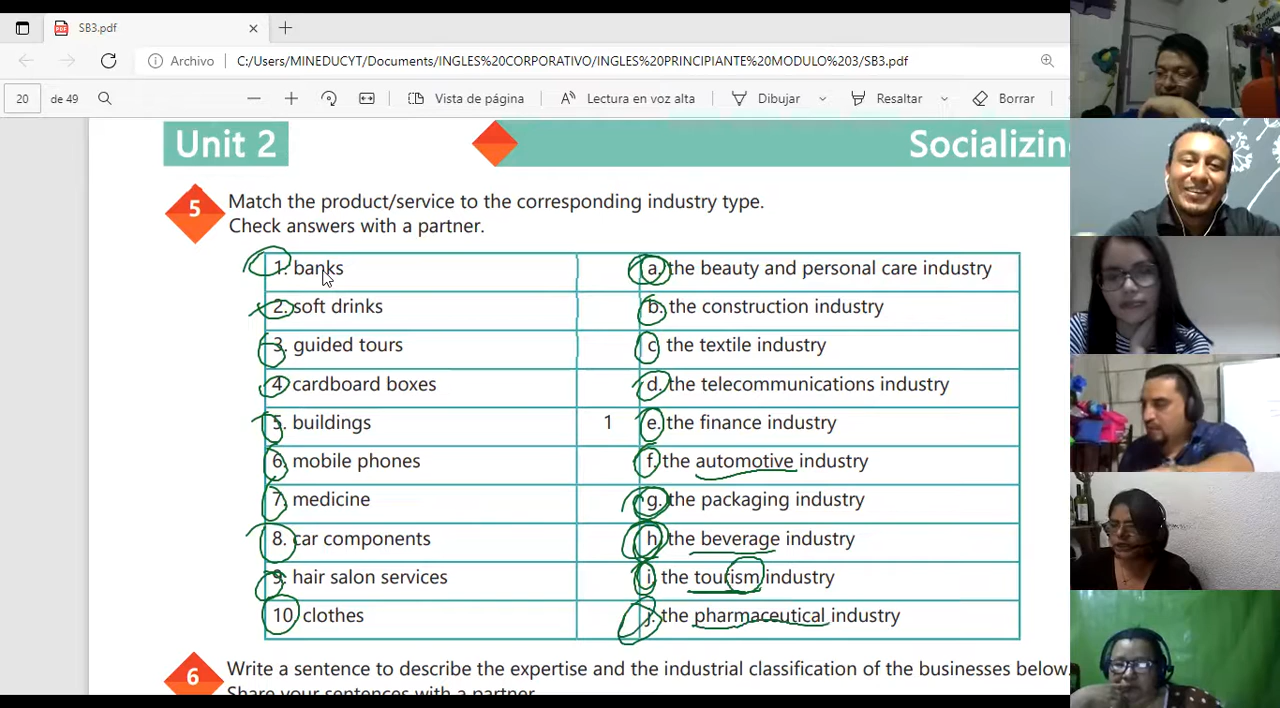 SB3.pdf
Archivo C:/Users/MINEDUCYT/Documents/INGLES%20CORPORATIVO/INGLES%20PRINCIPIANTE%20MODULO%203/SB3.pdf
20 de 49 Vista de página Lectura en voz alta Dibujar Resaltar Borrar
Unit 2 Socializin
5 Match the product/service to the corresponding industry type.
Check answers with a partner.
1. banks a. the beauty and personal care industry
2. soft drinks b. the construction industry
3. guided tours c. the textile industry
4. cardboard boxes d. the telecommunications industry
5. buildings 1 e. the finance industry
6. mobile phones f. the automotive industry
7. medicine g. the packaging industry
8. car components h. the beverage industry
9. hair salon services i. the tourism industry
10. clothes j. the pharmaceutical industry
6 Write a sentence to describe the expertise and the industrial classification of the businesses below.
Share your sentences with a partner.